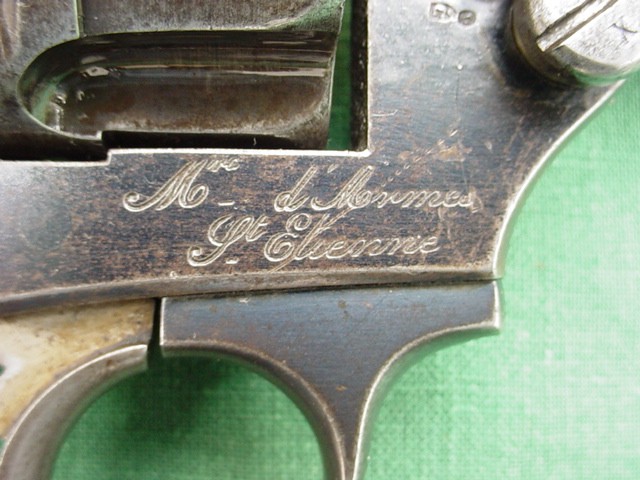 Mre d'Armes
St Etienne
X